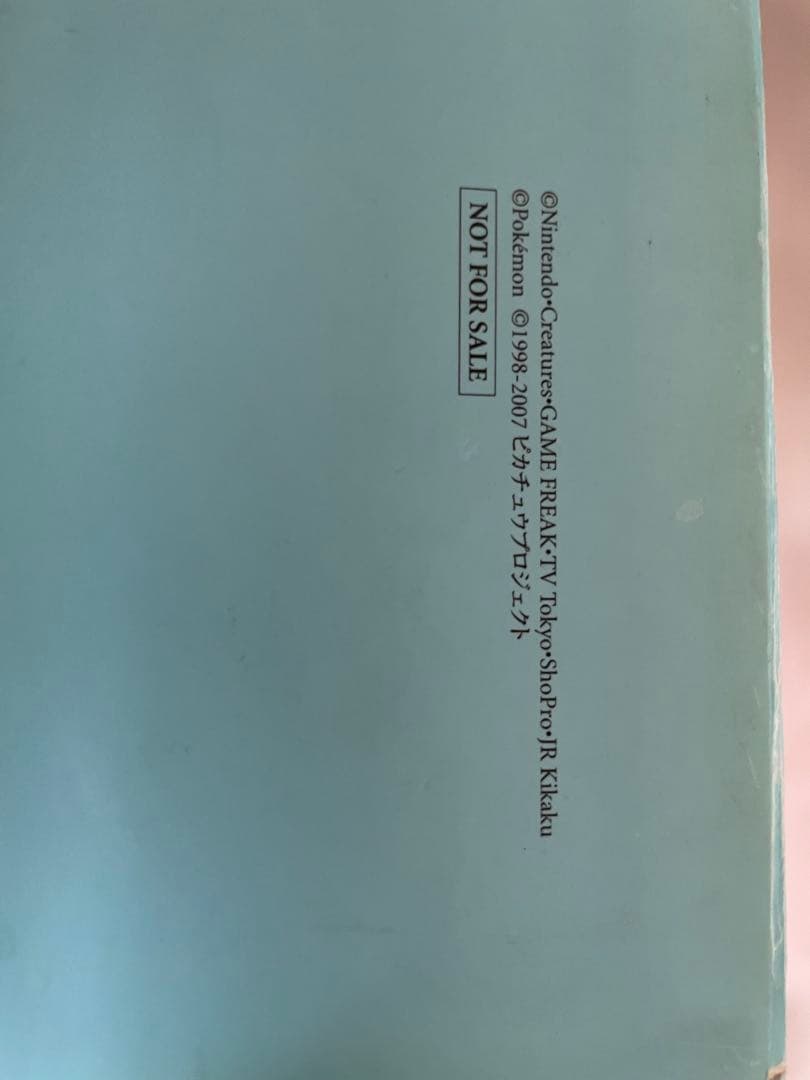 ©Nintendo•Creatures•GAME FREAK•TV Tokyo•ShoPro•JR Kikaku
©Pokémon ©1998-2007 ピカチュウプロジェクト
NOT FOR SALE